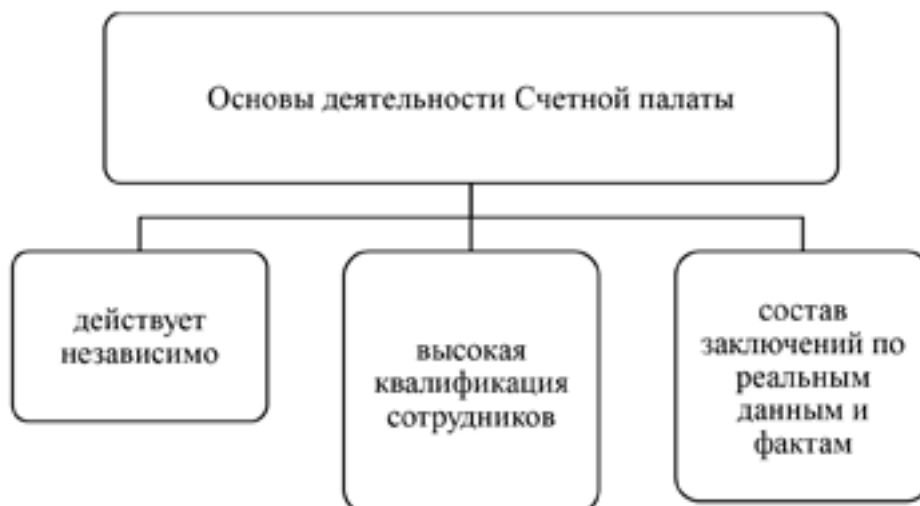 Основы деятельности Счетной палаты
действует
независимо
высокая
квалификация
сотрудников
состав
заключений по
реальным
данным и
фактам